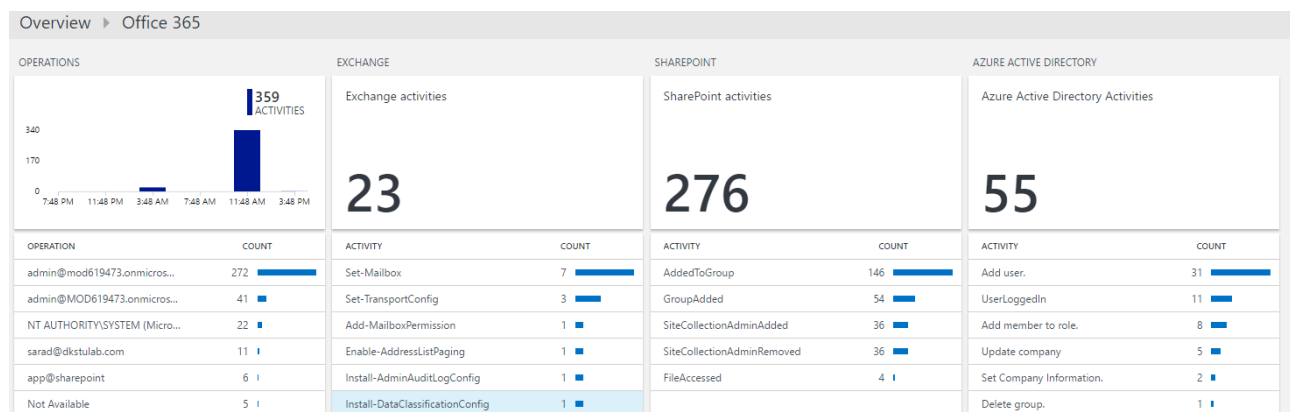 Overview Office 365
OPERATIONS
359
ACTIVITIES
340
170
0
7:48 PM 11:48 PM 3:48 AM 7:48 AM 11:48 AM 3:48 PM
OPERATION COUNT
admin@mod619473.onmicros... 272
admin@MOD619473.onmicros... 41
NT AUTHORITY\SYSTEM (Micro... 22
sarad@dkstulab.com 11
app@sharepoint 6
Not Available 5
EXCHANGE
Exchange activities
23
ACTIVITY COUNT
Set-Mailbox 7
Set-TransportConfig 3
Add-MailboxPermission 1
Enable-AddressListPaging 1
Install-AdminAuditLogConfig 1
Install-DataClassificationConfig 1
SHAREPOINT
SharePoint activities
276
ACTIVITY COUNT
AddedToGroup 146
GroupAdded 54
SiteCollectionAdminAdded 36
SiteCollectionAdminRemoved 36
FileAccessed 4
AZURE ACTIVE DIRECTORY
Azure Active Directory Activities
55
ACTIVITY COUNT
Add user. 31
UserLoggedIn 11
Add member to role. 8
Update company 5
Set Company Information. 2
Delete group. 1